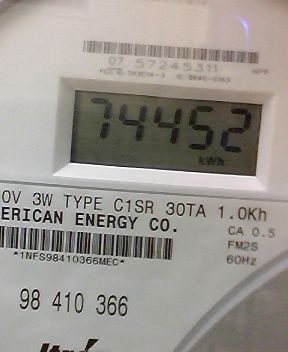 07 57245311
74452
kWh
0V 3W TYPE C1SR 30TA 1.0Kh
ERICAN ENERGY CO.
CA 0.5
FM2S
*1NFS98410366MEC*
60Hz
98 410 366